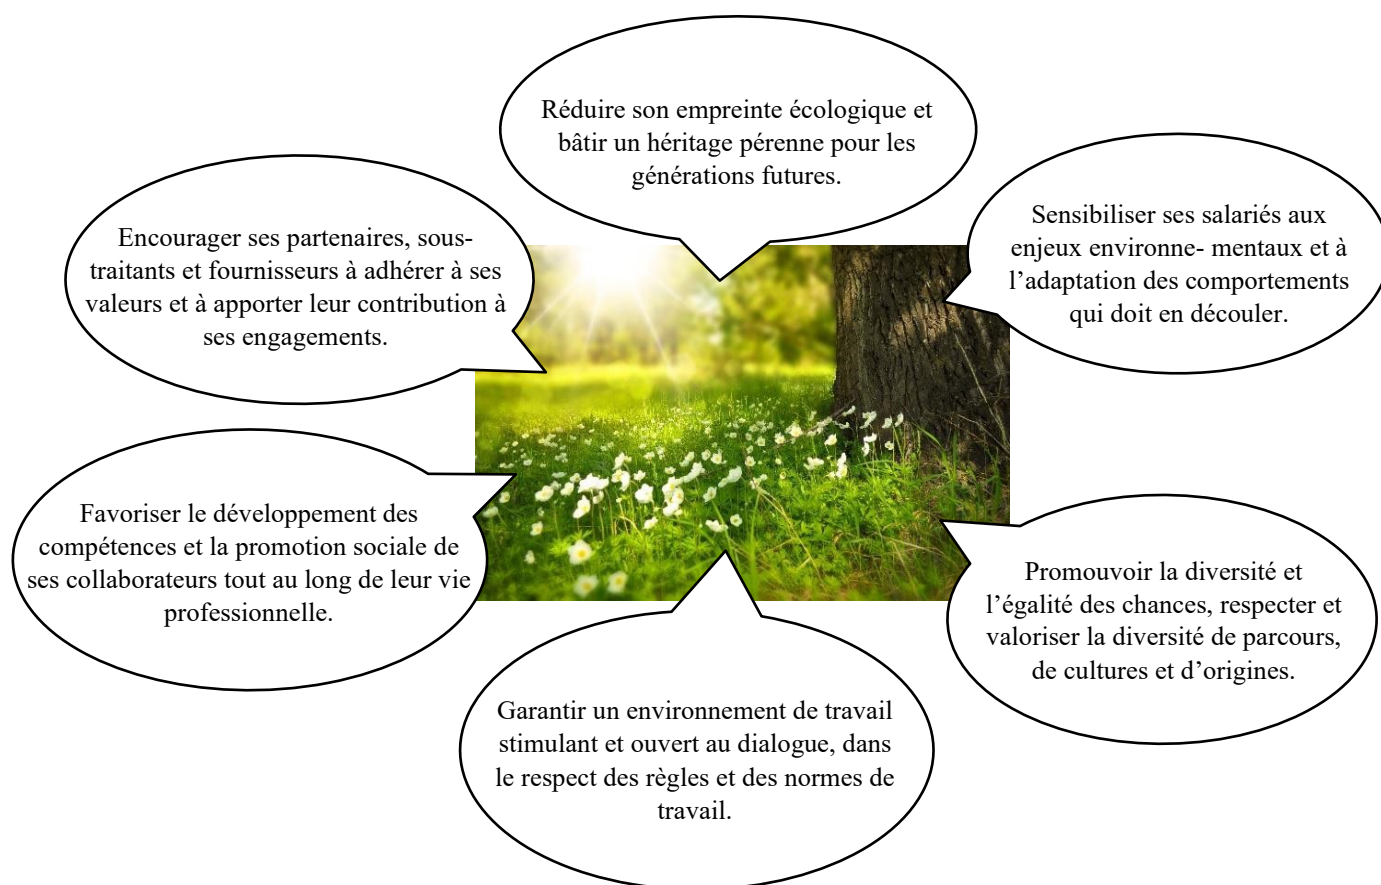 Réduire son empreinte écologique et
bâtir un héritage pérenne pour les
générations futures.
Encourager ses partenaires, sous-
traitants et fournisseurs à adhérer à ses
valeurs et à apporter leur contribution à
ses engagements.
Sensibiliser ses salariés aux
enjeux environne- mentaux et à
l’adaptation des comportements
qui doit en découler.
Favoriser le développement des
compétences et la promotion sociale de
ses collaborateurs tout au long de leur vie
professionnelle.
Promouvoir la diversité et
l’égalité des chances, respecter et
valoriser la diversité de parcours,
de cultures et d’origines.
Garantir un environnement de travail
stimulant et ouvert au dialogue, dans
le respect des règles et des normes de
travail.